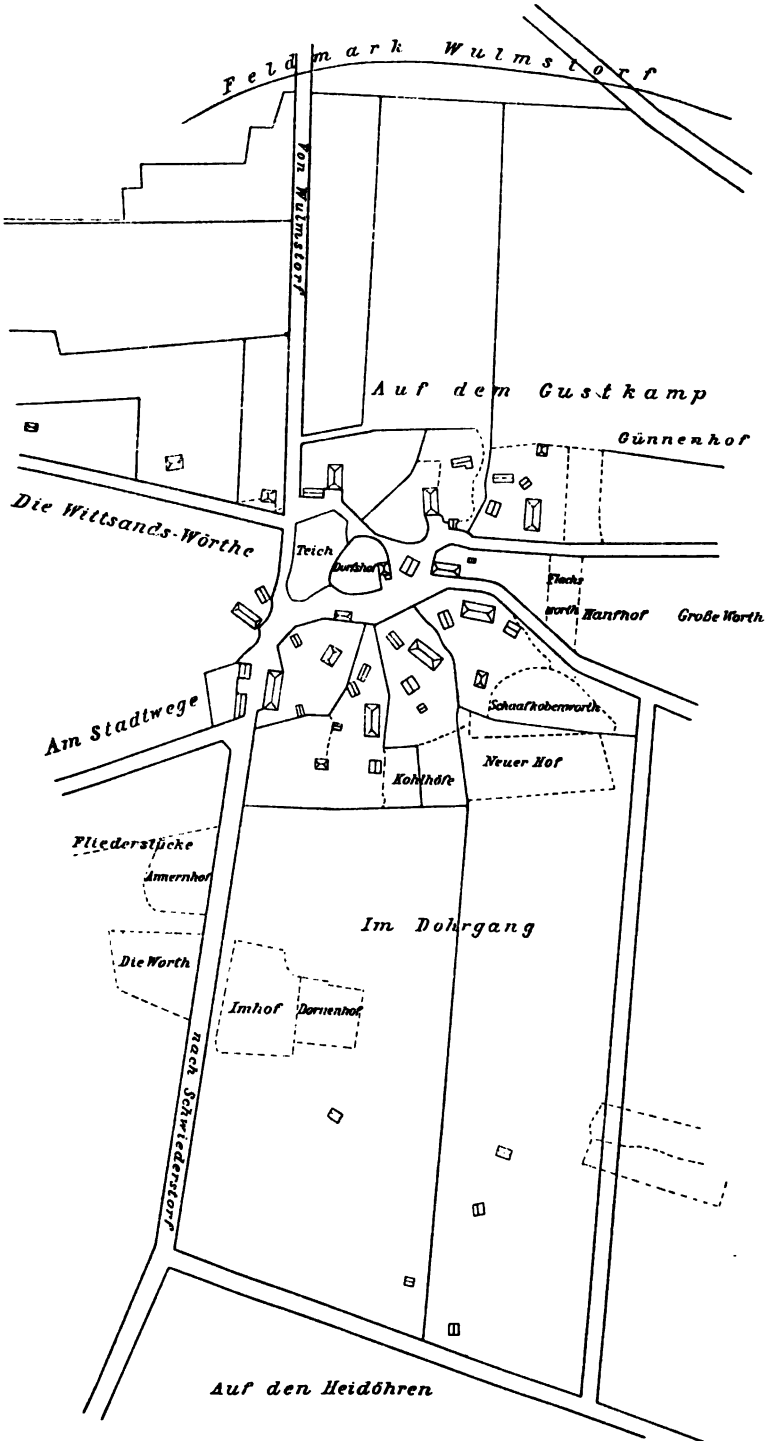 Feldmark Wulmstorf
Von Wulmstorf
Auf dem Gustkamp
Günnenhof
Die Wittsands-Wörthe
Teich
Dorfshof
Flachs
worth
Hanfhof
Große Worth
Am Stadtwege
Schaafkobenworth
Neuer Hof
Kohlhöfe
Fliederstücke
Ammernhof
Im Dohrgang
Die Worth
Imhof
Dornenhof
nach Schwiederstorf
Auf den Heidöhren